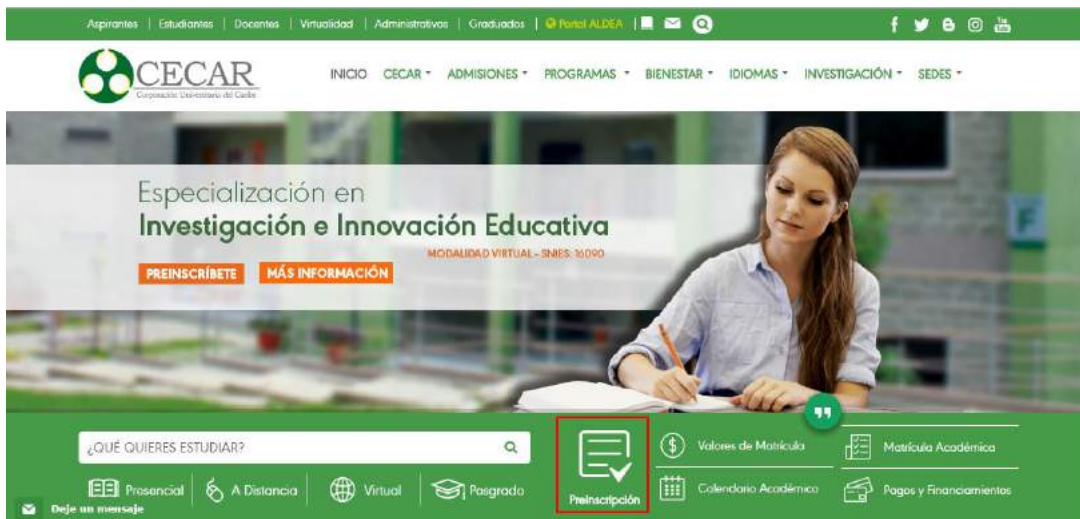 Aspirantes | Estudiantes | Docentes | Virtualidad | Administrativos | Graduados | Portal ALDEA |
CECAR
Corporación Universitaria del Caribe
INICIO CECAR ADMISIONES PROGRAMAS BIENESTAR IDIOMAS INVESTIGACIÓN SEDES
Especialización en
Investigación e Innovación Educativa
MODALIDAD VIRTUAL - SNIES: 16090
PREINSCRÍBETE MÁS INFORMACIÓN
F
¿QUÉ QUIERES ESTUDIAR?
Presencial A Distancia Virtual Posgrado
Preinscripción
Valores de Matrícula Matrícula Académica
Calendario Académico Pagos y Financiamientos
Deje un mensaje